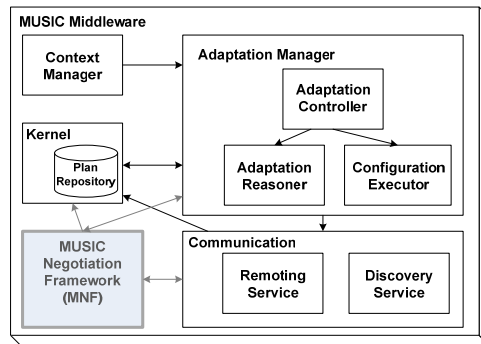 MUSIC Middleware
Context
Manager
Adaptation Manager
Adaptation
Controller
Kernel
Plan
Repository
Adaptation
Reasoner
Configuration
Executor
MUSIC
Negotiation
Framework
(MNF)
Communication
Remoting
Service
Discovery
Service